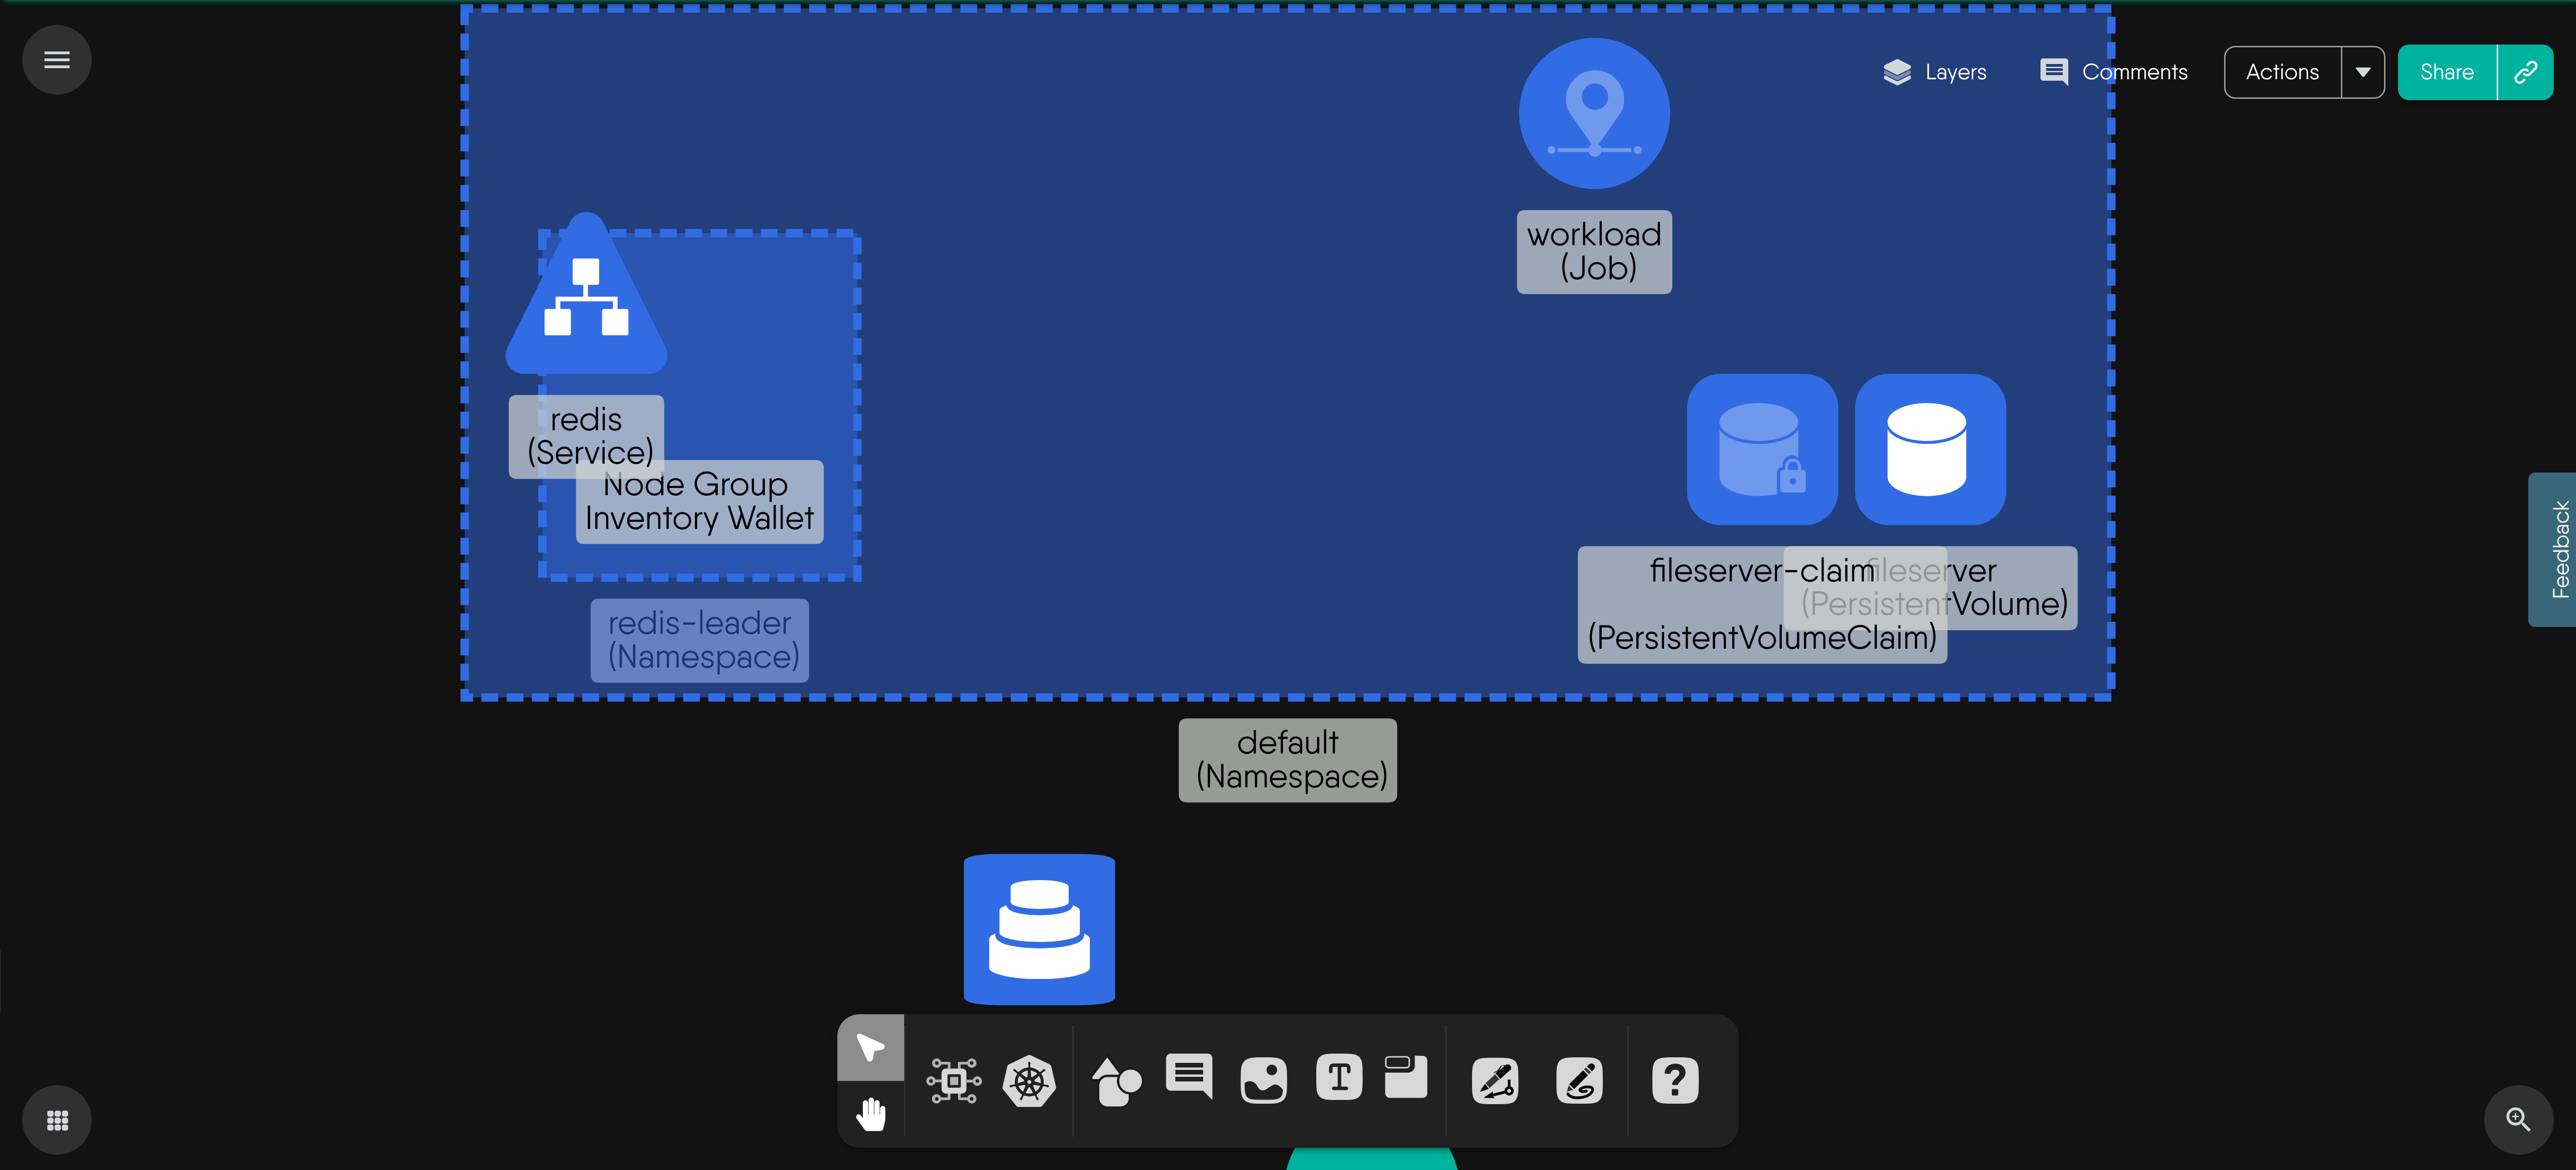 Layers
Comments
Actions
Share
workload
(Job)
redis
(Service)
Node Group
Inventory Wallet
redis-leader
(Namespace)
fileserver-claim
(PersistentVolumeClaim)
fileserver
(PersistentVolume)
Feedback
default
(Namespace)
T
?